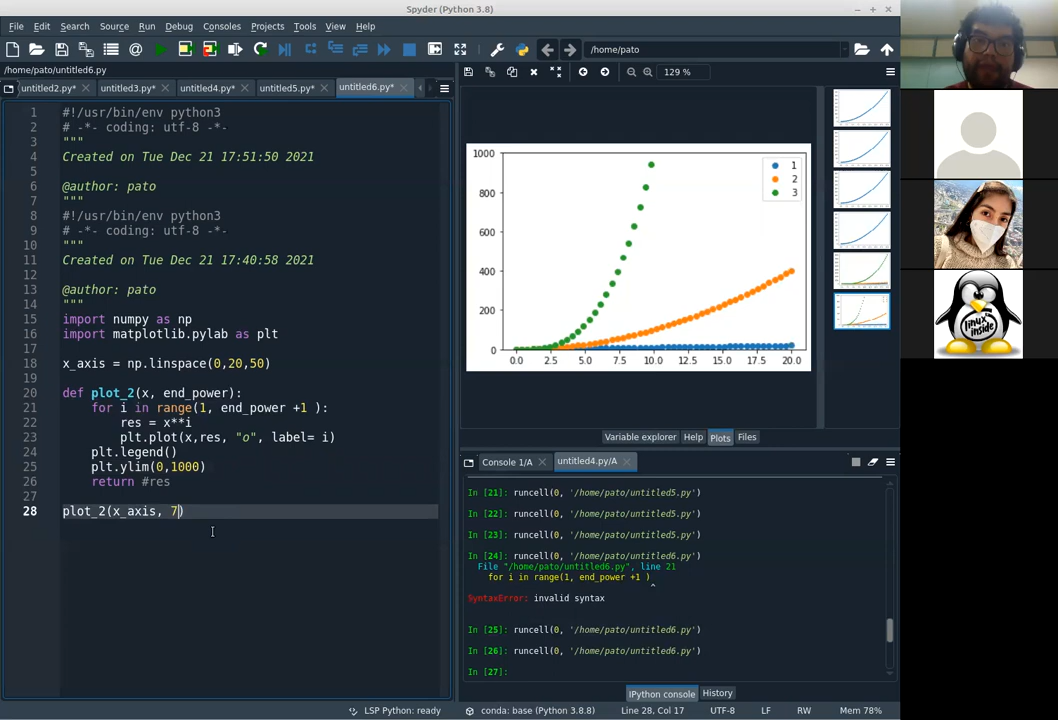 Spyder (Python 3.8)
File Edit Search Source Run Debug Consoles Projects Tools View Help
/home/pato
/home/pato/untitled6.py
untitled2.py* untitled3.py* untitled4.py* untitled5.py* untitled6.py*
129 %
1 #!/usr/bin/env python3
2 # -*- coding: utf-8 -*-
3 """
4 Created on Tue Dec 21 17:51:50 2021
5
6 @author: pato
7 """
8 #!/usr/bin/env python3
9 # -*- coding: utf-8 -*-
10 """
11 Created on Tue Dec 21 17:40:58 2021
12
13 @author: pato
14 """
15 import numpy as np
16 import matplotlib.pylab as plt
17
18 x_axis = np.linspace(0,20,50)
19
20 def plot_2(x, end_power):
21 for i in range(1, end_power +1 ):
22 res = x**i
23 plt.plot(x,res, "o", label= i)
24 plt.legend()
25 plt.ylim(0,1000)
26 return #res
27
28 plot_2(x_axis, 7)
1000
800
600
400
200
0
0.0 2.5 5.0 7.5 10.0 12.5 15.0 17.5 20.0
1
2
3
Variable explorer Help Plots Files
Console 1/A untitled4.py/A
In [21]: runcell(0, '/home/pato/untitled5.py')
In [22]: runcell(0, '/home/pato/untitled5.py')
In [23]: runcell(0, '/home/pato/untitled5.py')
In [24]: runcell(0, '/home/pato/untitled6.py')
File "/home/pato/untitled6.py", line 21
for i in range(1, end_power +1 )
^
SyntaxError: invalid syntax
In [25]: runcell(0, '/home/pato/untitled6.py')
In [26]: runcell(0, '/home/pato/untitled6.py')
In [27]:
IPython console History
LSP Python: ready conda: base (Python 3.8.8) Line 28, Col 17 UTF-8 LF RW Mem 78%
linux inside